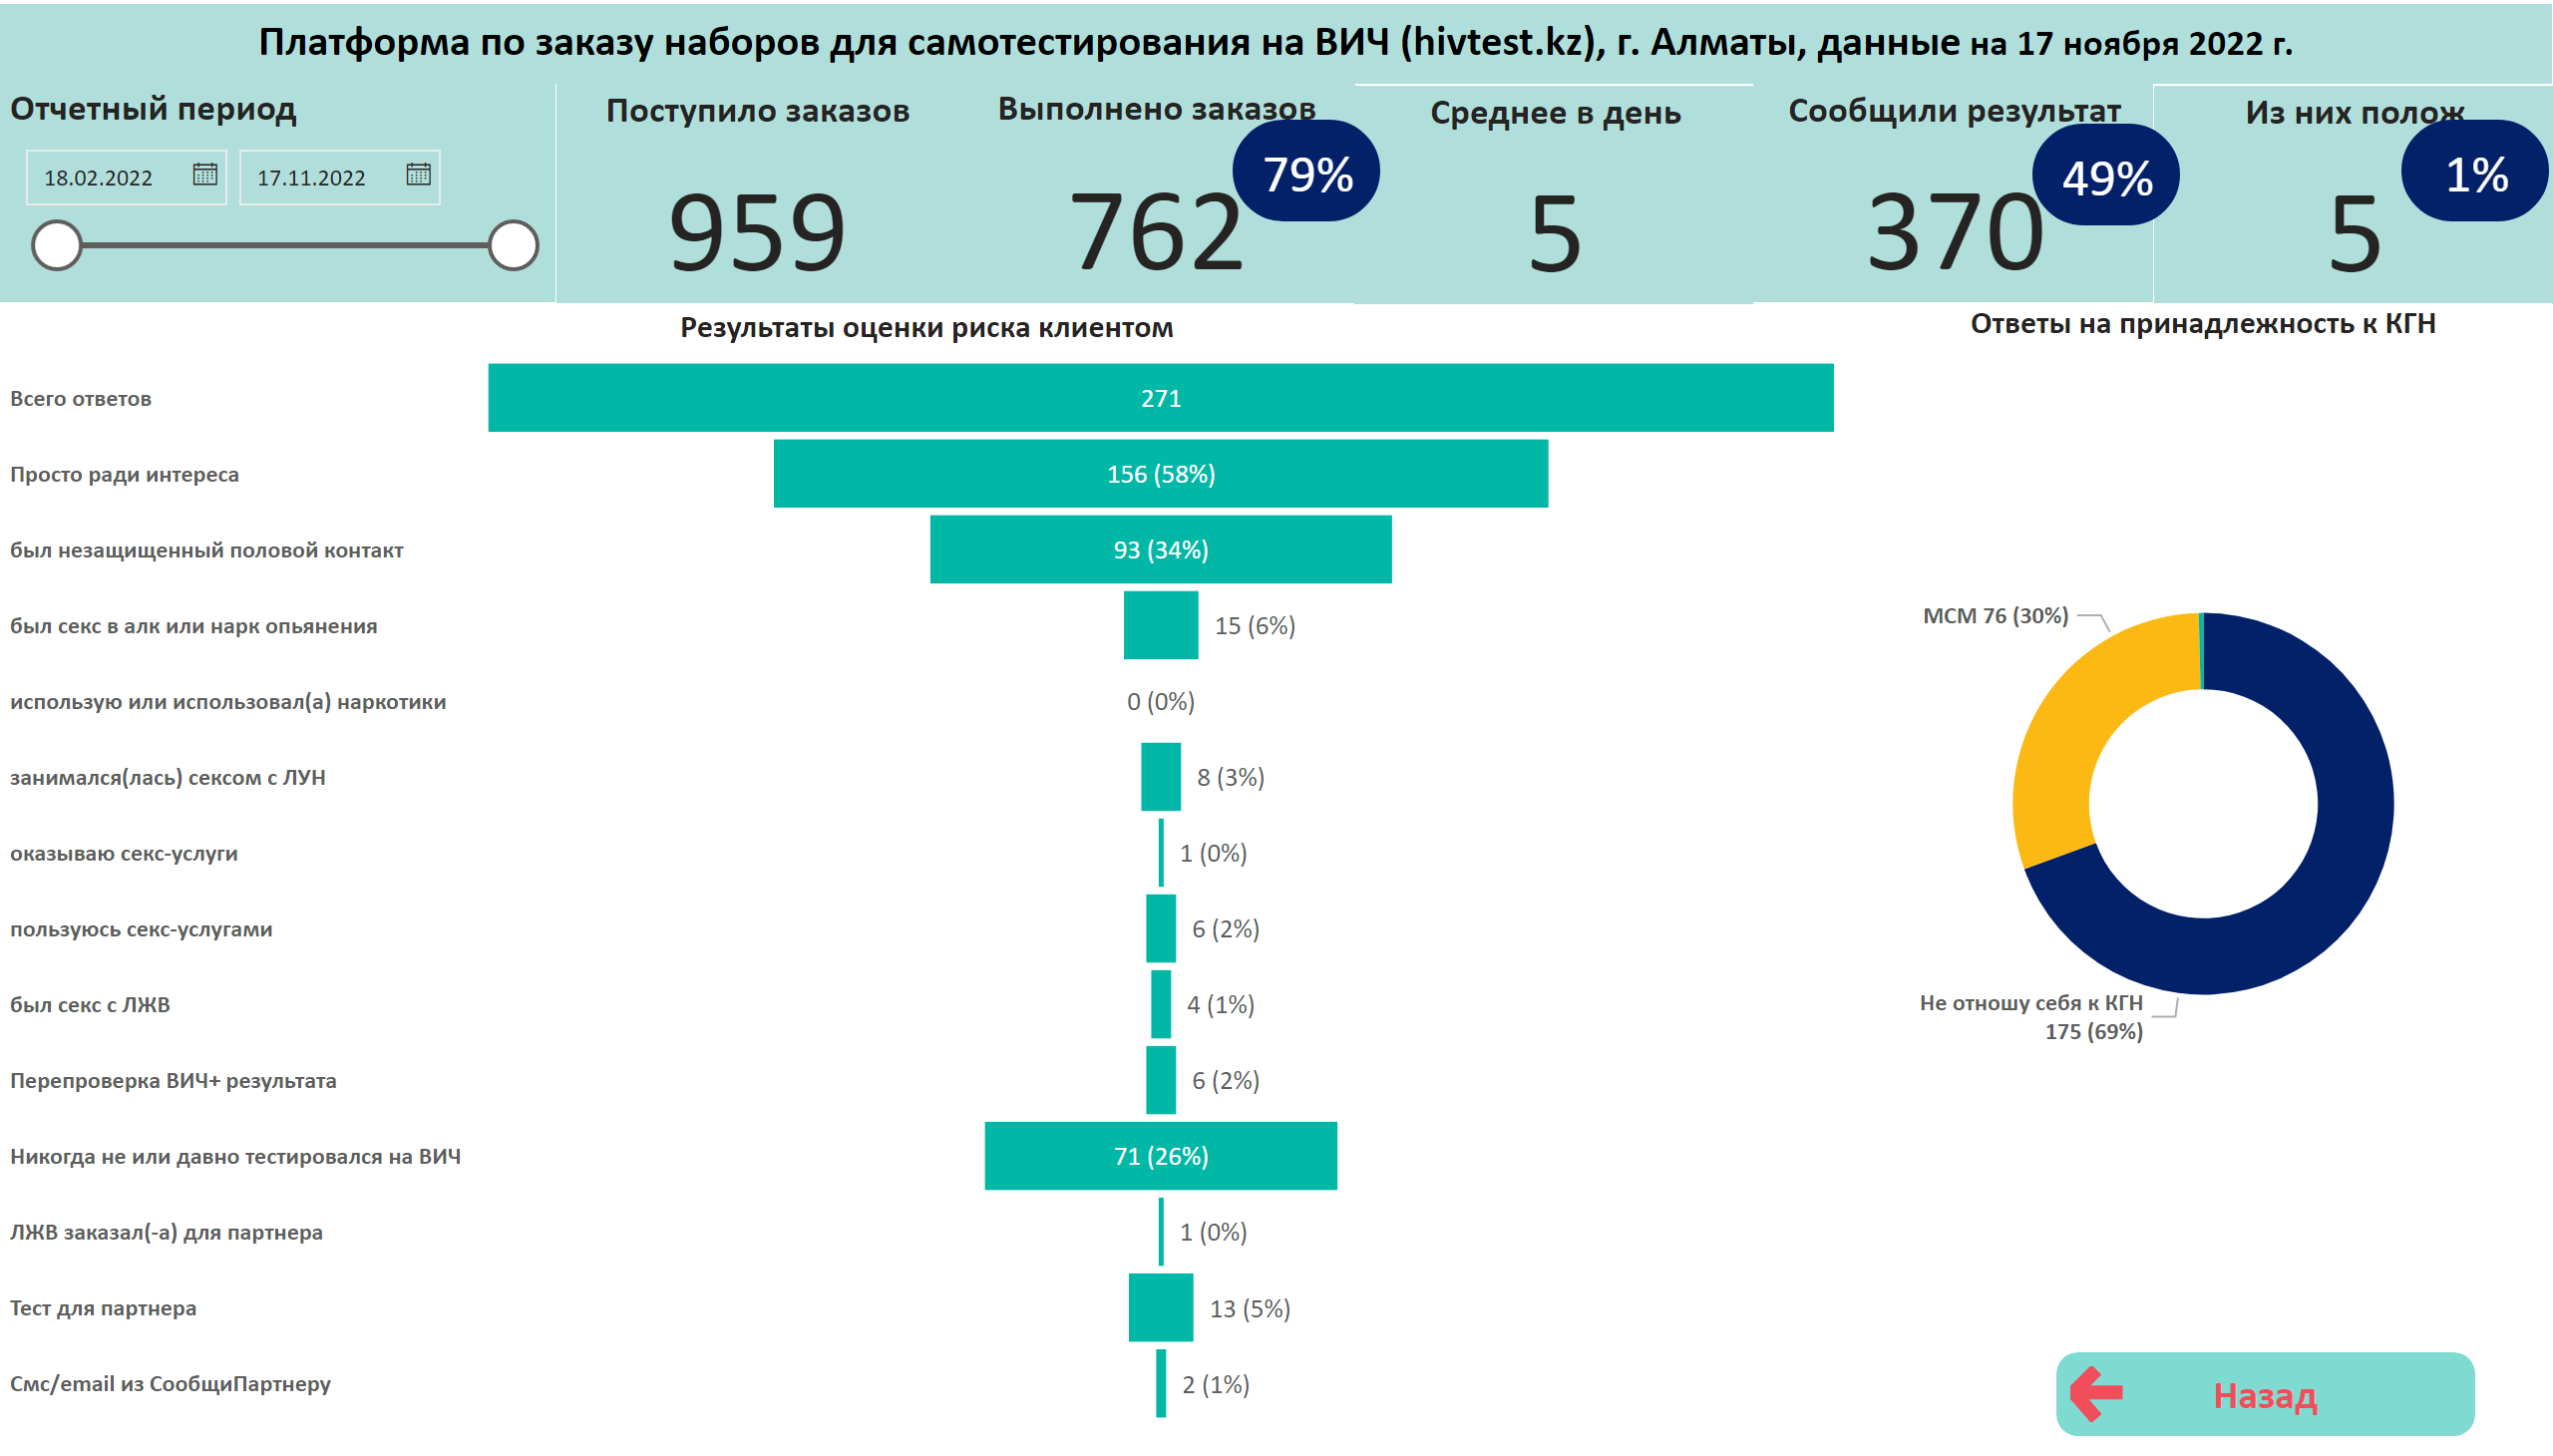 Платформа по заказу наборов для самотестирования на ВИЧ (hivtest.kz), г. Алматы, данные на 17 ноября 2022 г.
Отчетный период
18.02.2022
17.11.2022
Поступило заказов
959
Выполнено заказов
79%
762
Среднее в день
5
Сообщили результат
49%
370
Из них полож
1%
5
Результаты оценки риска клиентом
Всего ответов
271
Просто ради интереса
156 (58%)
был незащищенный половой контакт
93 (34%)
был секс в алк или нарк опьянения
15 (6%)
использую или использовал(а) наркотики
0 (0%)
занимался(лась) сексом с ЛУН
8 (3%)
оказываю секс-услуги
1 (0%)
пользуюсь секс-услугами
6 (2%)
был секс с ЛЖВ
4 (1%)
Перепроверка ВИЧ+ результата
6 (2%)
Никогда не или давно тестировался на ВИЧ
71 (26%)
ЛЖВ заказал(-а) для партнера
1 (0%)
Тест для партнера
13 (5%)
Смс/email из СообщиПартнеру
2 (1%)
Ответы на принадлежность к КГН
МСМ 76 (30%)
Не отношу себя к КГН
175 (69%)
Назад